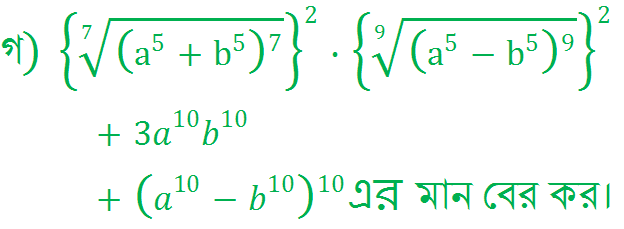 গ) {⁷√(a⁵ + b⁵)⁷}² · {⁹√(a⁵ − b⁵)⁹}²
+ 3a¹⁰b¹⁰
+ (a¹⁰ − b¹⁰)¹⁰ এর মান বের কর।